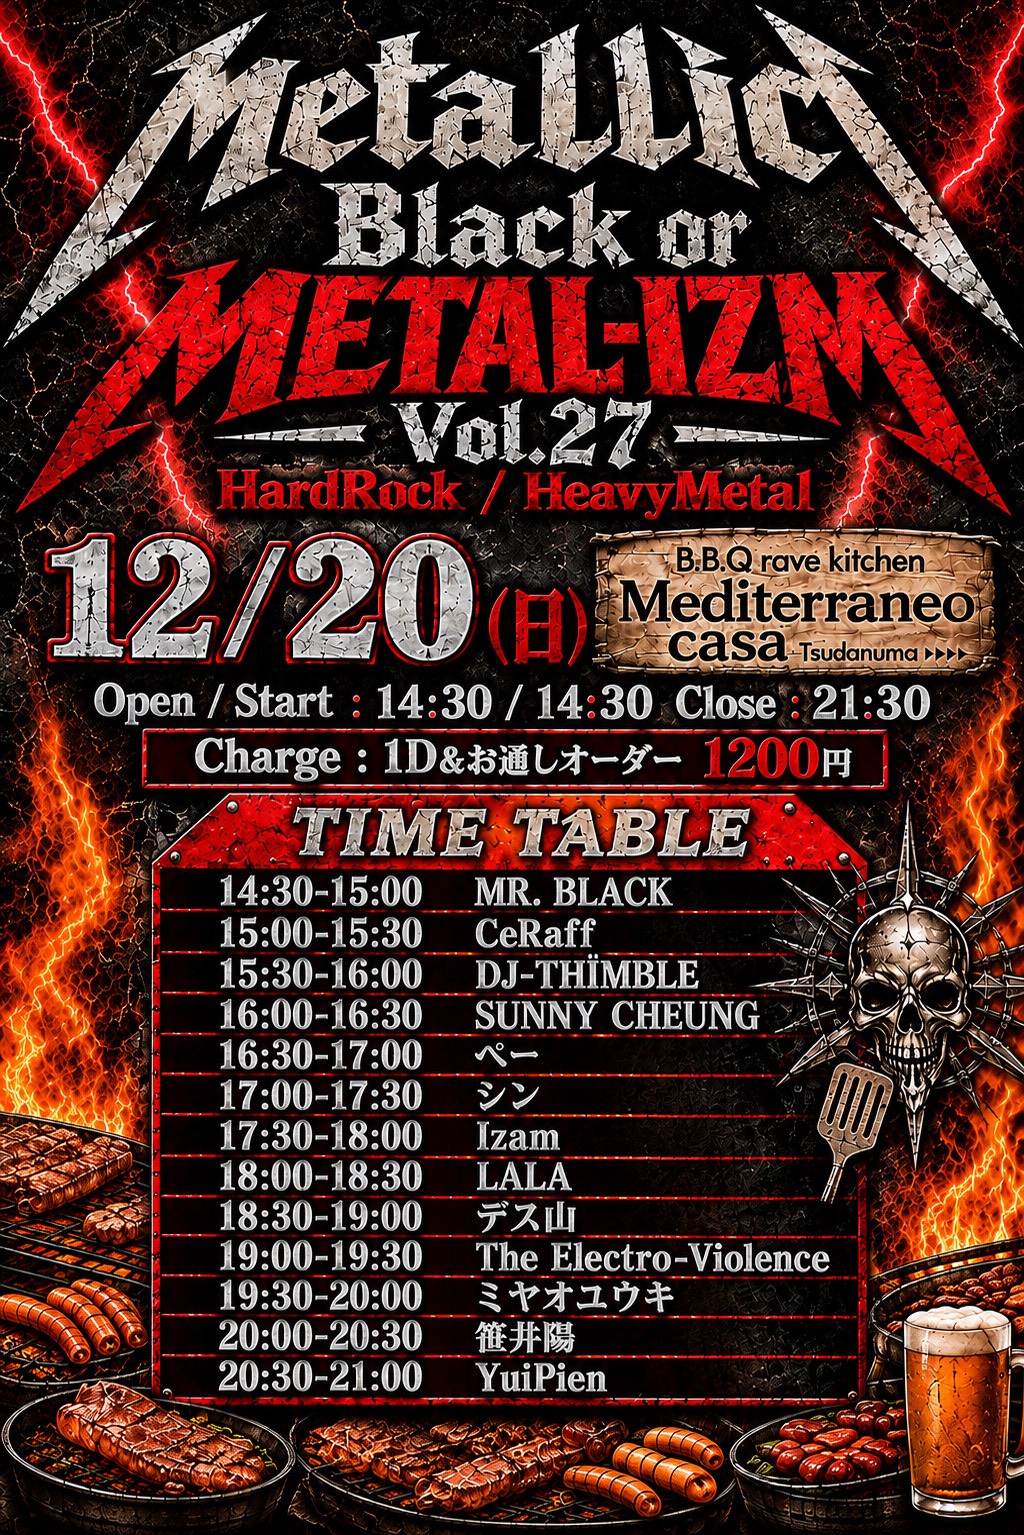 Metallic
Black or
METAL-IZM
Vol.27
HardRock / HeavyMetal
12/20(日)
B.B.Q rave kitchen
Mediterraneo
casa Tsudanuma
Open / Start : 14:30 / 14:30 Close : 21:30
Charge : 1D&お通しオーダー 1200円
TIME TABLE
14:30-15:00 MR. BLACK
15:00-15:30 CeRaff
15:30-16:00 DJ-THÏMBLE
16:00-16:30 SUNNY CHEUNG
16:30-17:00 ペー
17:00-17:30 シン
17:30-18:00 Izam
18:00-18:30 LALA
18:30-19:00 デス山
19:00-19:30 The Electro-Violence
19:30-20:00 ミヤオユウキ
20:00-20:30 笹井陽
20:30-21:00 YuiPien